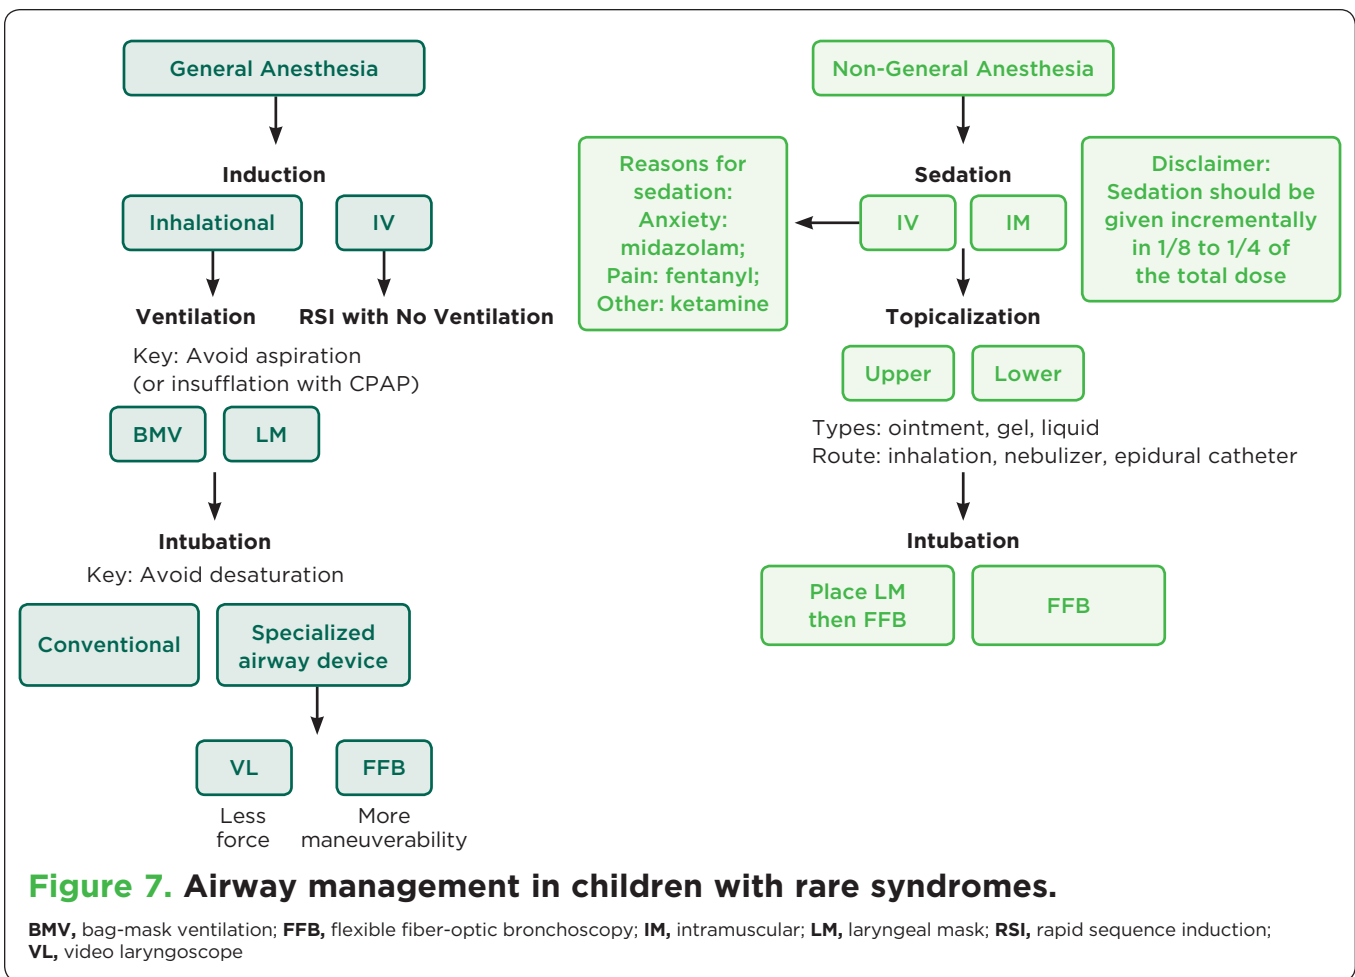 General Anesthesia
Induction
Inhalational
IV
Ventilation
RSI with No Ventilation
Key: Avoid aspiration
(or insufflation with CPAP)
BMV
LM
Intubation
Key: Avoid desaturation
Conventional
Specialized
airway device
VL
FFB
Less
force
More
maneuverability
Non-General Anesthesia
Reasons for
sedation:
Anxiety:
midazolam;
Pain: fentanyl;
Other: ketamine
Sedation
IV
IM
Disclaimer:
Sedation should be
given incrementally
in 1/8 to 1/4 of
the total dose
Topicalization
Upper
Lower
Types: ointment, gel, liquid
Route: inhalation, nebulizer, epidural catheter
Intubation
Place LM
then FFB
FFB
Figure 7. Airway management in children with rare syndromes.
BMV, bag-mask ventilation; FFB, flexible fiber-optic bronchoscopy; IM, intramuscular; LM, laryngeal mask; RSI, rapid sequence induction;
VL, video laryngoscope